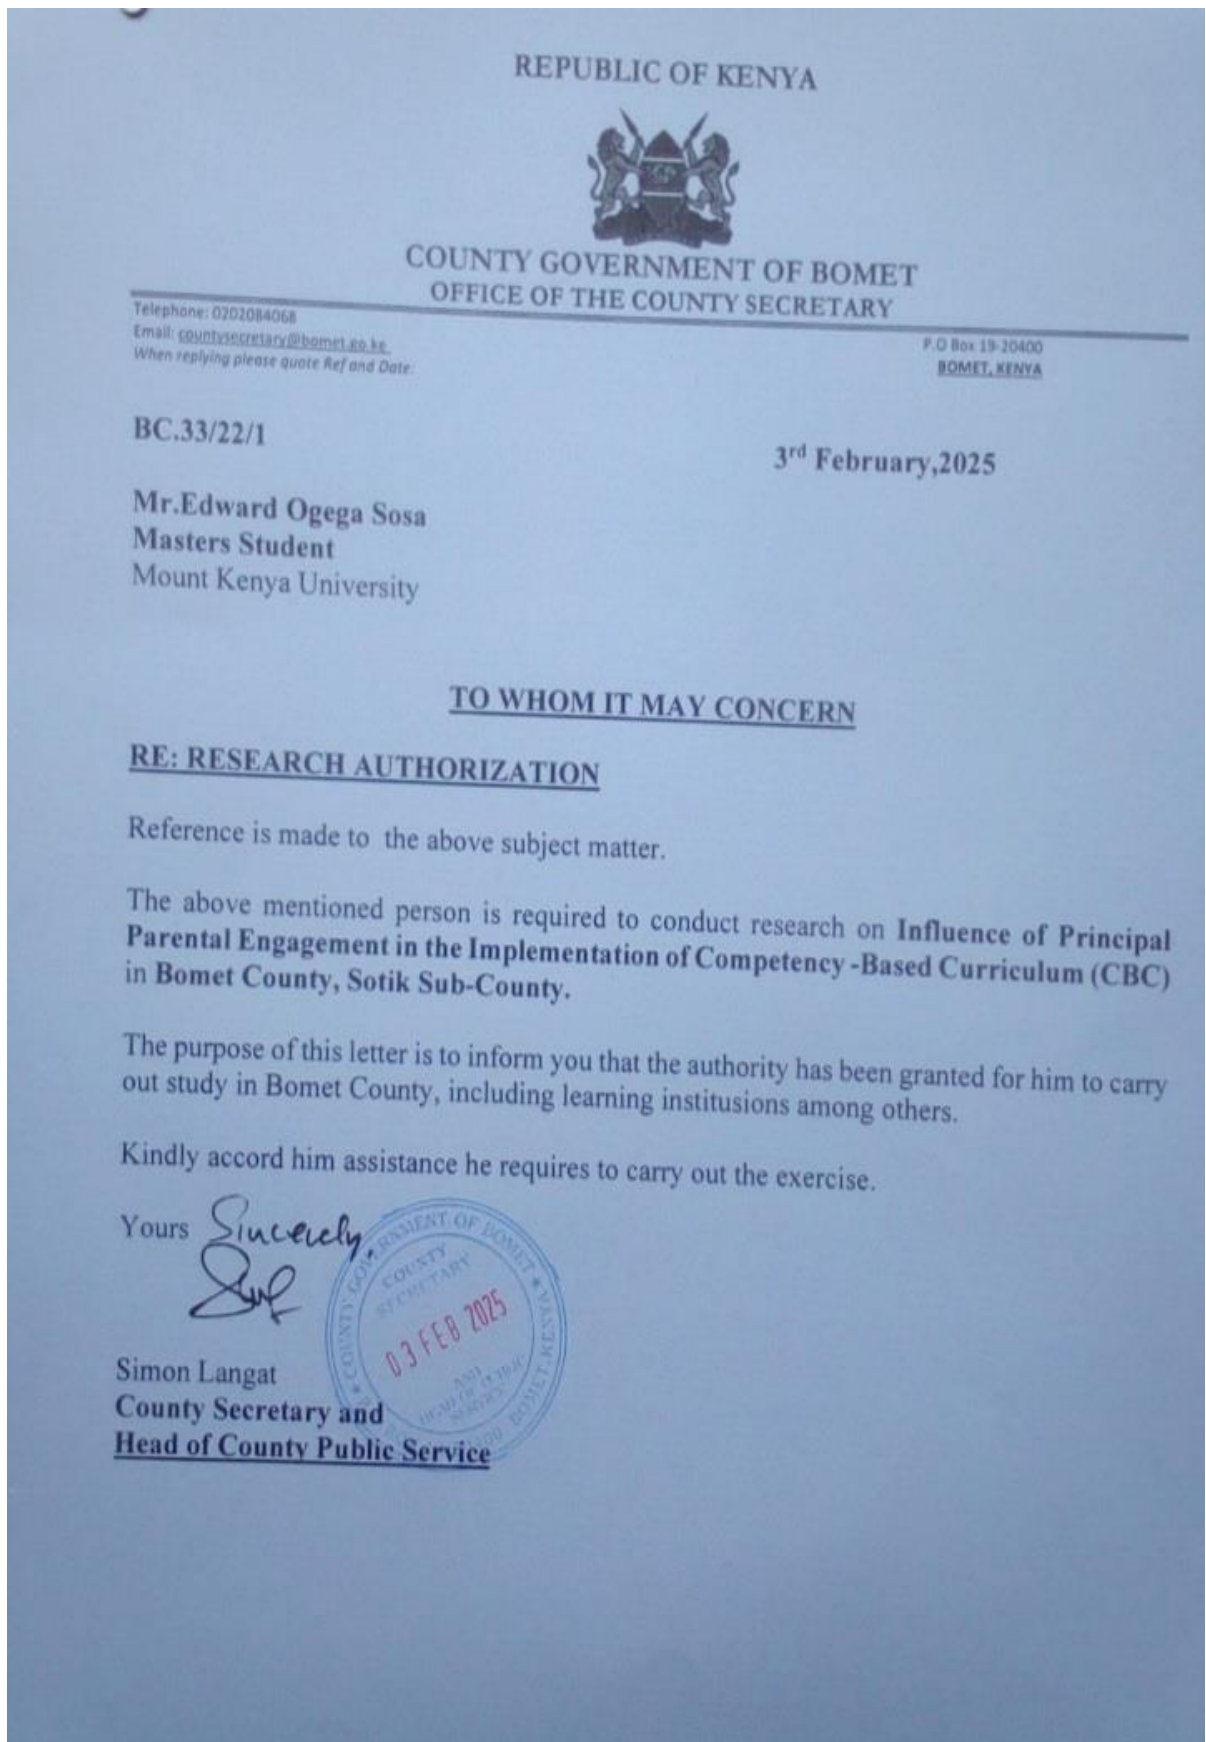 REPUBLIC OF KENYA
COUNTY GOVERNMENT OF BOMET
OFFICE OF THE COUNTY SECRETARY
Telephone: 0202084068
Email: countysecretary@bomet.go.ke
When replying please quote Ref and Date:
P.O Box 19-20400
BOMET, KENYA
BC.33/22/1
3rd February,2025
Mr.Edward Ogega Sosa
Masters Student
Mount Kenya University
TO WHOM IT MAY CONCERN
RE: RESEARCH AUTHORIZATION
Reference is made to the above subject matter.
The above mentioned person is required to conduct research on Influence of Principal
Parental Engagement in the Implementation of Competency -Based Curriculum (CBC)
in Bomet County, Sotik Sub-County.
The purpose of this letter is to inform you that the authority has been granted for him to carry
out study in Bomet County, including learning institusions among others.
Kindly accord him assistance he requires to carry out the exercise.
Yours Sincerely,
COUNTY GOVERNMENT OF BOMET
COUNTY
SECRETARY
03 FEB 2025
AND
HEAD OF PUBLIC
SERVICE
Simon Langat
County Secretary and
Head of County Public Service